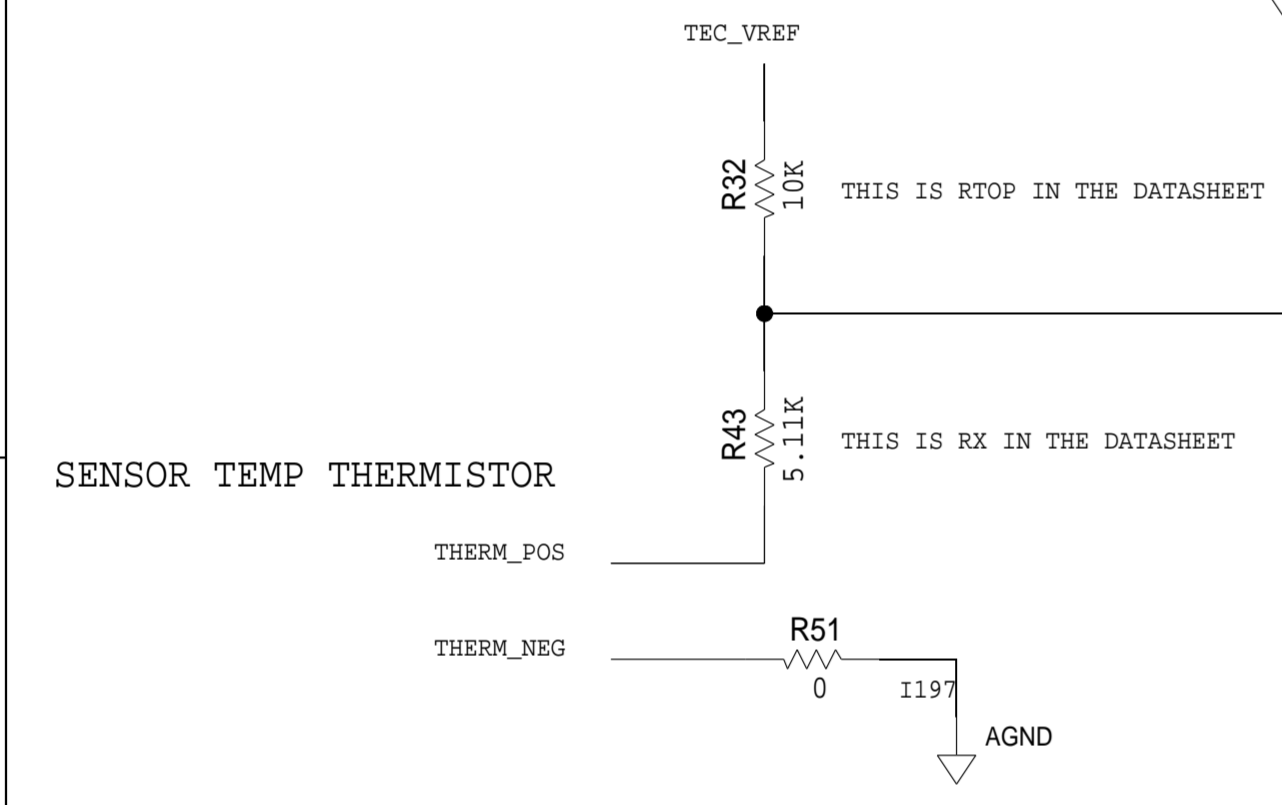 TEC_VREF
R32
10K
THIS IS RTOP IN THE DATASHEET
R43
5.11K
THIS IS RX IN THE DATASHEET
SENSOR TEMP THERMISTOR
THERM_POS
THERM_NEG
R51
0
I197
AGND